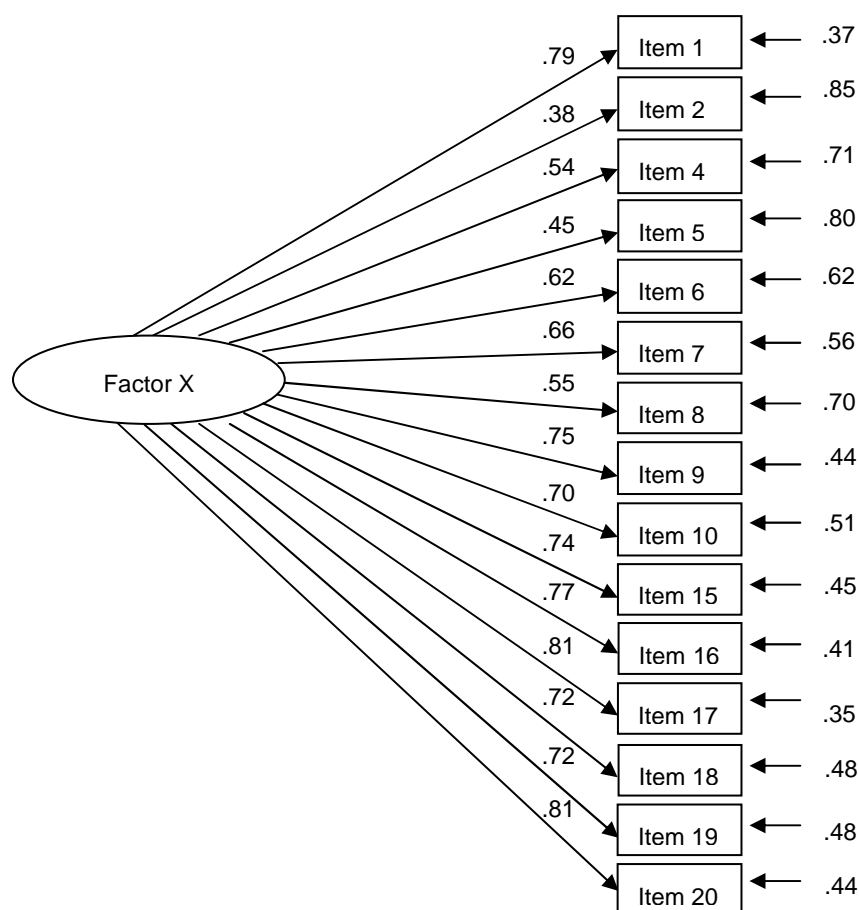 Item 1
.37
.79
Item 2
.85
.38
Item 4
.71
.54
Item 5
.80
.45
Item 6
.62
.62
Item 7
.56
.66
Factor X
Item 8
.70
.55
Item 9
.44
.75
Item 10
.51
.70
Item 15
.45
.74
Item 16
.41
.77
Item 17
.35
.81
Item 18
.48
.72
Item 19
.48
.72
Item 20
.44
.81